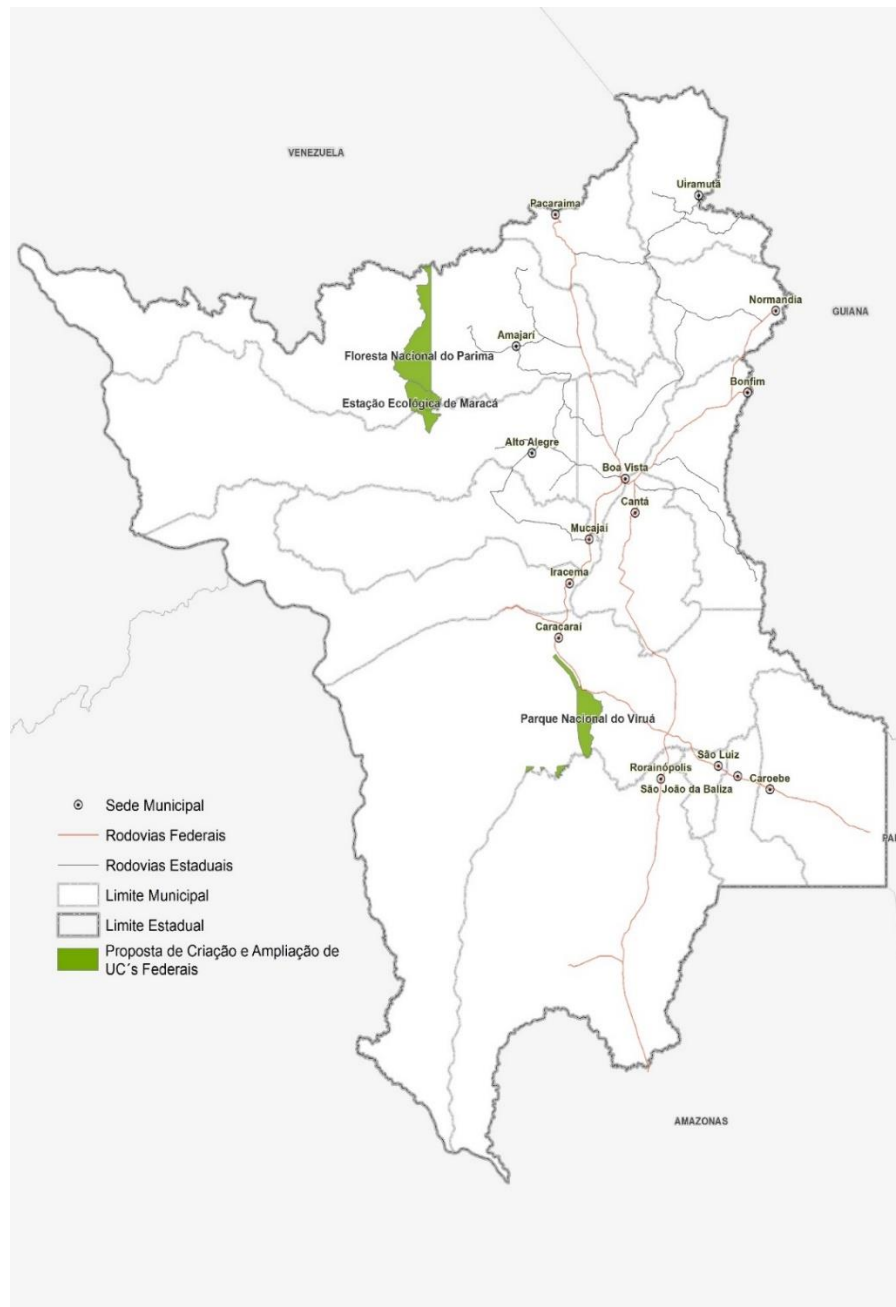 VENEZUELA
Uiramutã
Pacaraima
Normandia
GUIANA
Amajari
Floresta Nacional do Parima
Bonfim
Estação Ecológica de Maracá
Alto Alegre
Boa Vista
Cantá
Mucajaí
Iracema
Caracaraí
Parque Nacional do Viruá
São Luiz
Rorainópolis
Caroebe
São João da Baliza
Sede Municipal
Rodovias Federais
PA
Rodovias Estaduais
Limite Municipal
Limite Estadual
Proposta de Criação e Ampliação de
UC´s Federais
AMAZONAS